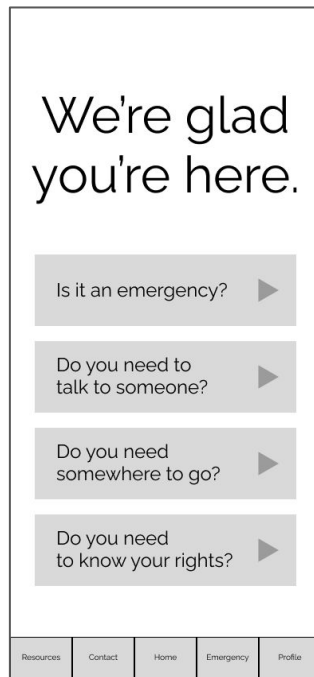 We're glad
you're here.
Is it an emergency?
Do you need to
talk to someone?
Do you need
somewhere to go?
Do you need
to know your rights?
Resources Contact Home Emergency Profile